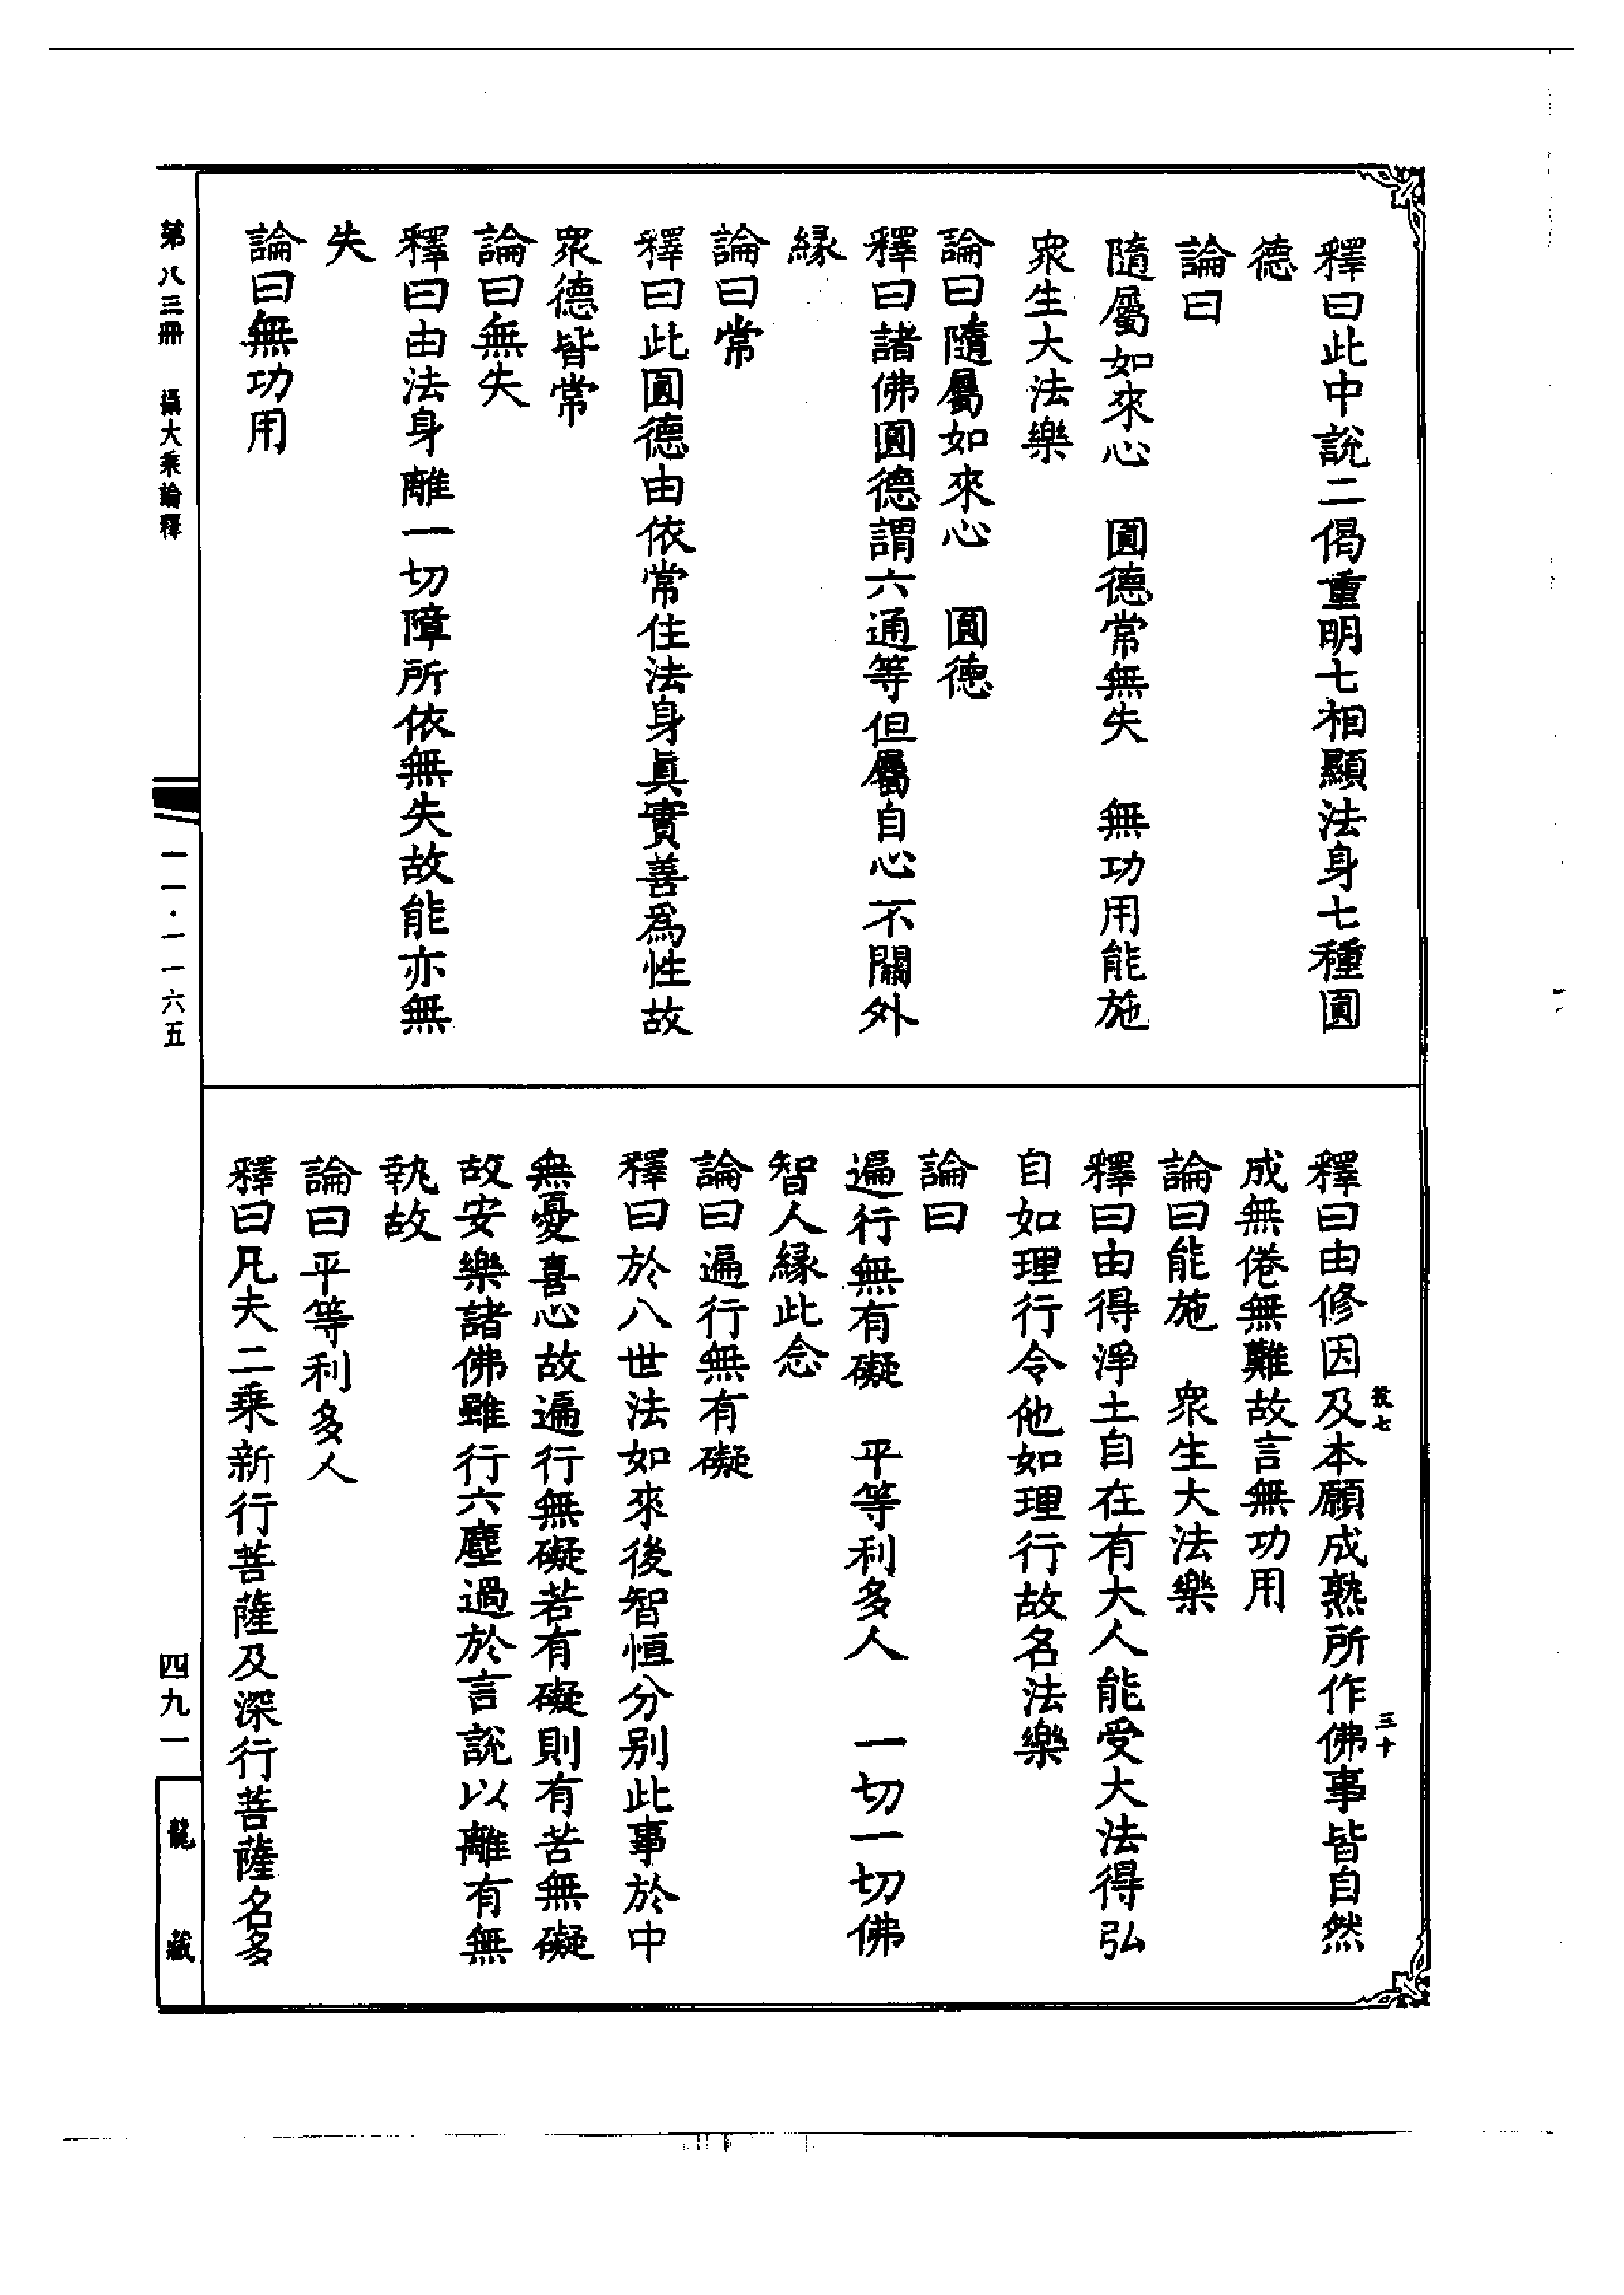 釋曰此中說二偈重明七相顯法身七種圓
德
論曰
隨屬如來心　圓德常無失　無功用能施
衆生大法樂
論曰隨屬如來心　圓德
釋曰諸佛圓德謂六通等但屬自心不關外
緣
論曰常
釋曰此圓德由依常住法身眞實善爲性故
衆德皆常
論曰無失
釋曰由法身離一切障所依無失故能亦無
失
論曰無功用
釋曰由修因及本願成熟所作佛事皆自然
成無倦無難故言無功用
論曰能施　衆生大法樂
釋曰由得淨土自在有大人能受大法得弘
自如理行令他如理行故名法樂
論曰
遍行無有礙　平等利多人　一切一切佛
智人緣此念
論曰遍行無有礙
釋曰於八世法如來後智恒分別此事於中
無憂喜心故遍行無礙若有礙則有苦無礙
故安樂諸佛雖行六塵過於言說以離有無
執故
論曰平等利多人
釋曰凡夫二乘新行菩薩及深行菩薩名多
七
三十
第八三冊　攝大乘論釋
一一·一一六五
四九一
龍藏